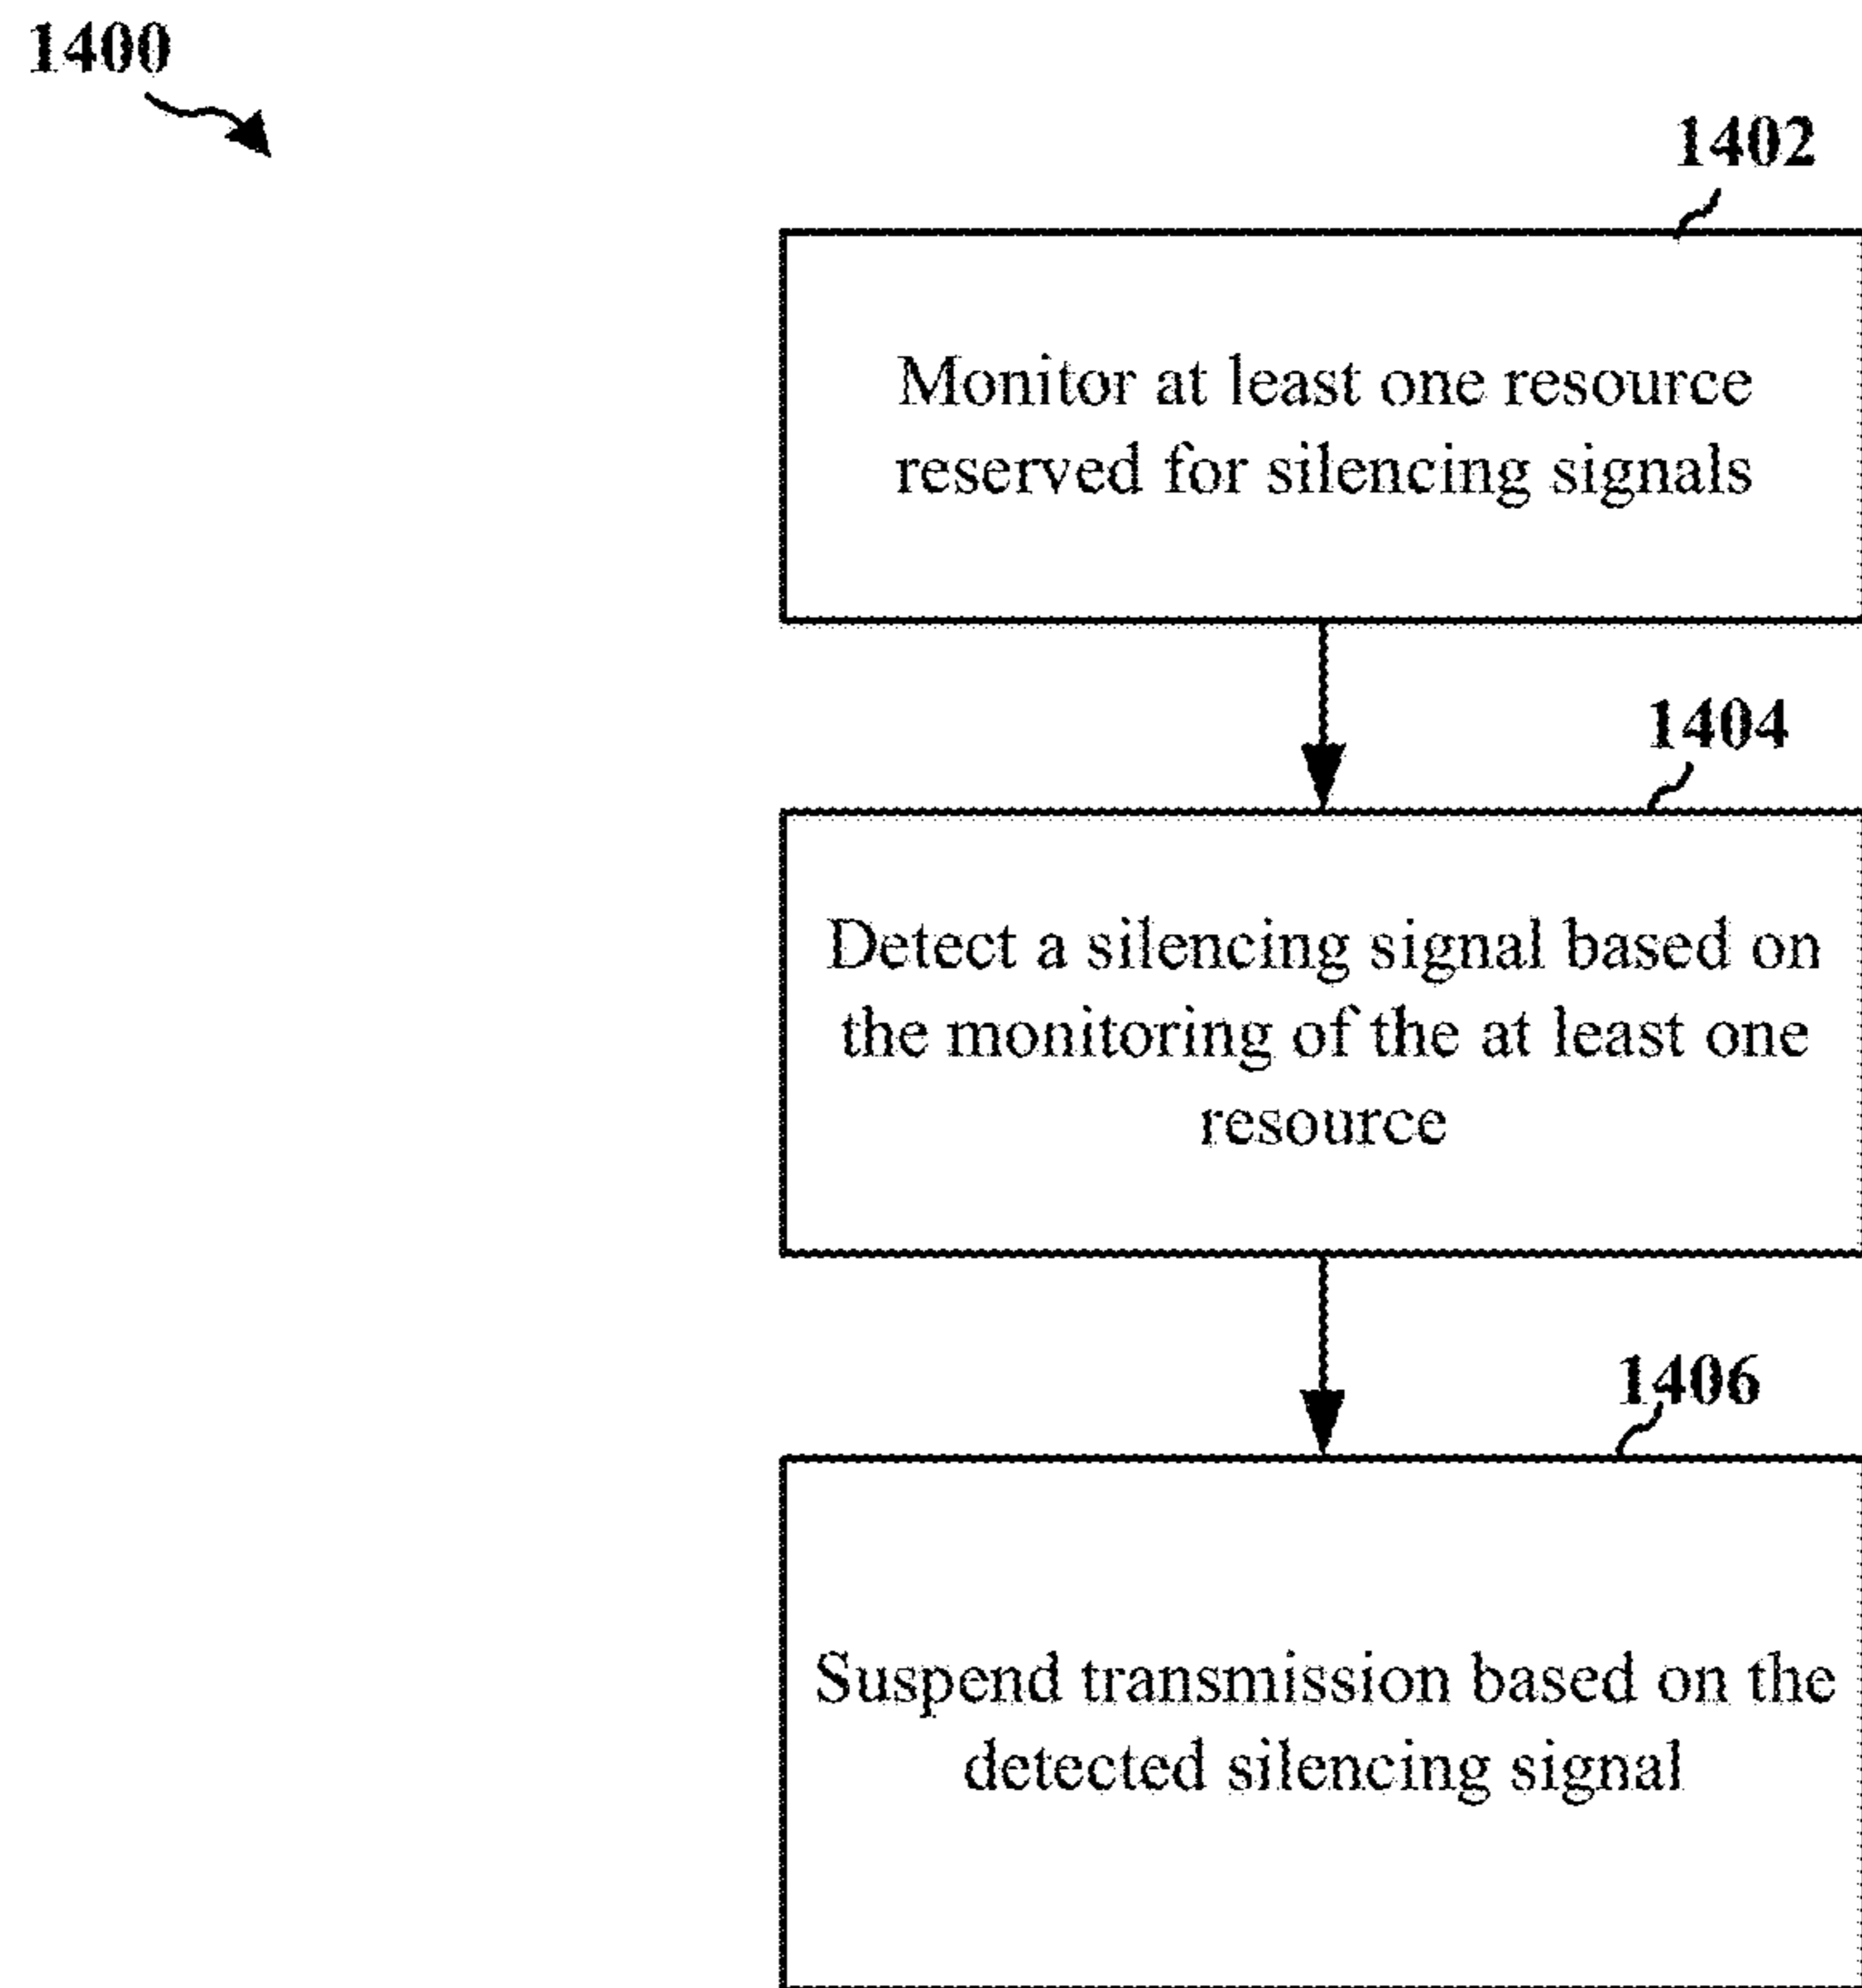 1400
1402
Monitor at least one resource
reserved for silencing signals
1404
Detect a silencing signal based on
the monitoring of the at least one
resource
1406
Suspend transmission based on the
detected silencing signal